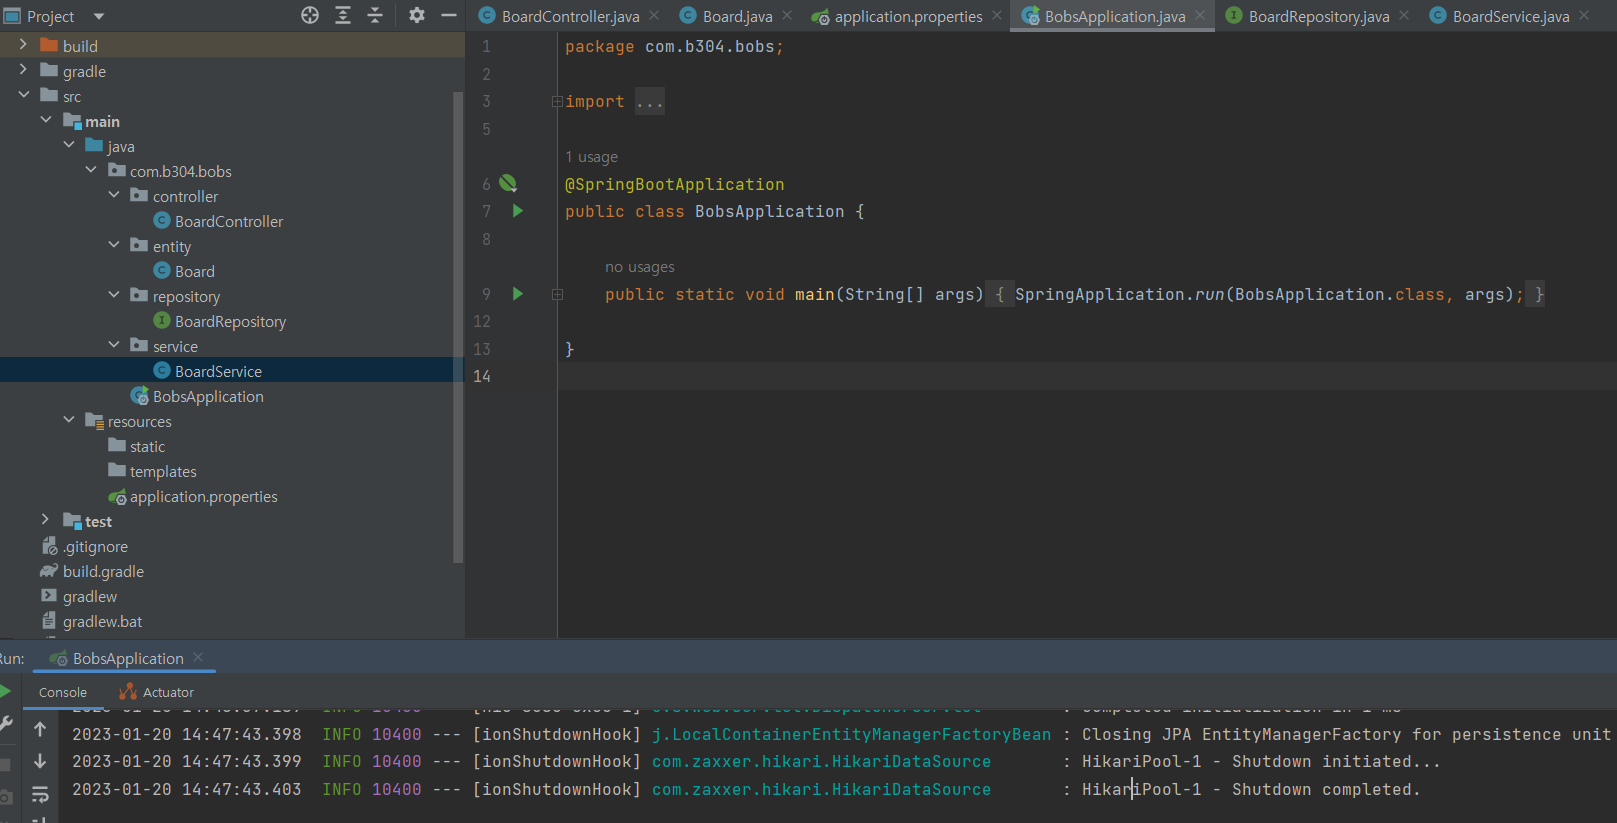 Project
BoardController.java
Board.java
application.properties
BobsApplication.java
BoardRepository.java
BoardService.java
build
gradle
src
main
java
com.b304.bobs
controller
BoardController
entity
Board
repository
BoardRepository
service
BoardService
BobsApplication
resources
static
templates
application.properties
test
.gitignore
build.gradle
gradlew
gradlew.bat
1 package com.b304.bobs;
2
3 import ...
5
1 usage
6 @SpringBootApplication
7 public class BobsApplication {
8
no usages
9 public static void main(String[] args) { SpringApplication.run(BobsApplication.class, args); }
12
13 }
14
Run:
BobsApplication
Console
Actuator
2023-01-20 14:47:43.398 INFO 10400 --- [ionShutdownHook] j.LocalContainerEntityManagerFactoryBean : Closing JPA EntityManagerFactory for persistence unit
2023-01-20 14:47:43.399 INFO 10400 --- [ionShutdownHook] com.zaxxer.hikari.HikariDataSource : HikariPool-1 - Shutdown initiated...
2023-01-20 14:47:43.403 INFO 10400 --- [ionShutdownHook] com.zaxxer.hikari.HikariDataSource : HikariPool-1 - Shutdown completed.